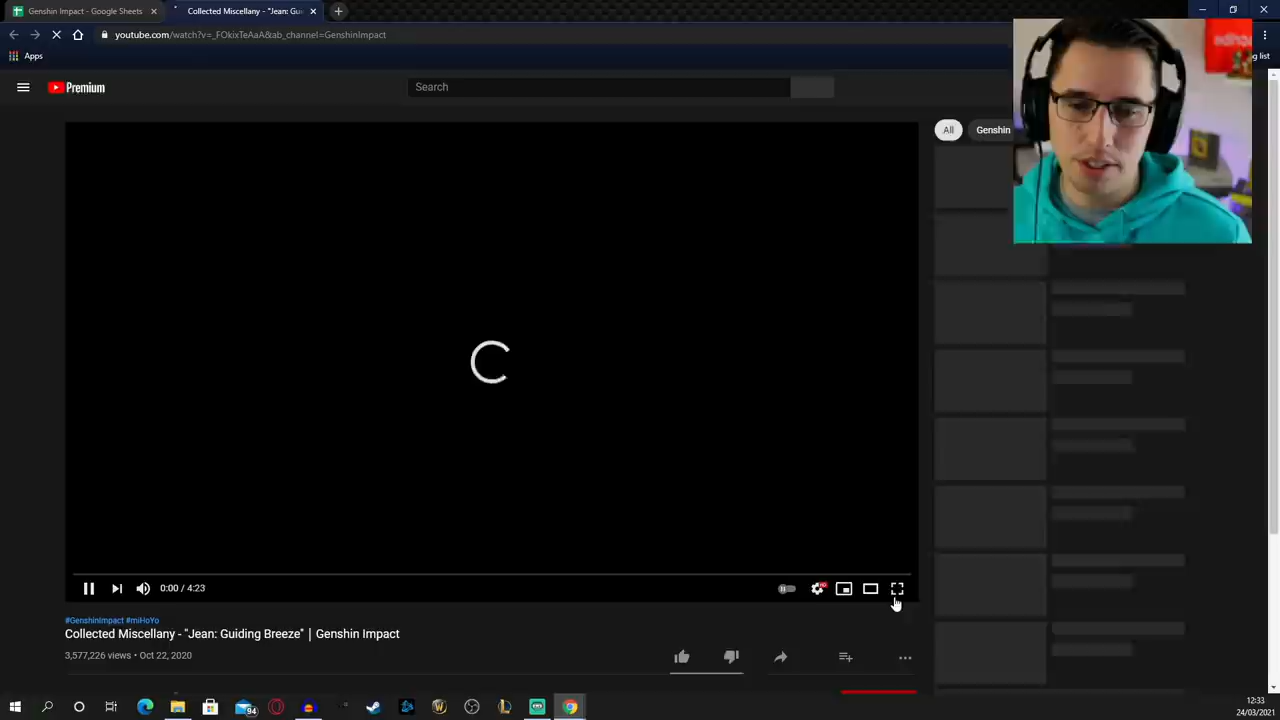 Genshin Impact - Google Sheets
Collected Miscellany - "Jean: Gui
youtube.com/watch?v=_FOkixTeAaA&ab_channel=GenshinImpact
Apps
Premium
Search
All
Genshin
0:00 / 4:23
#GenshinImpact #miHoYo
Collected Miscellany - "Jean: Guiding Breeze" | Genshin Impact
3,577,226 views • Oct 22, 2020
94
12:33
24/03/2021